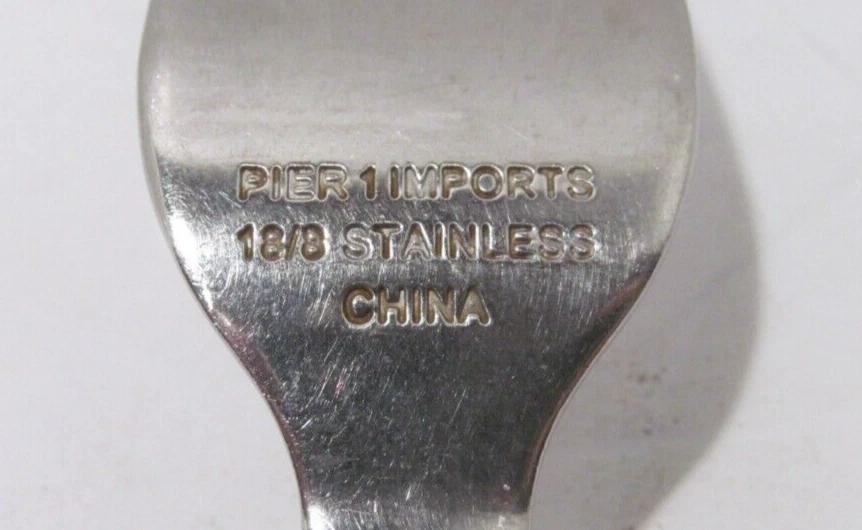 PIER 1 IMPORTS
18/8 STAINLESS
CHINA